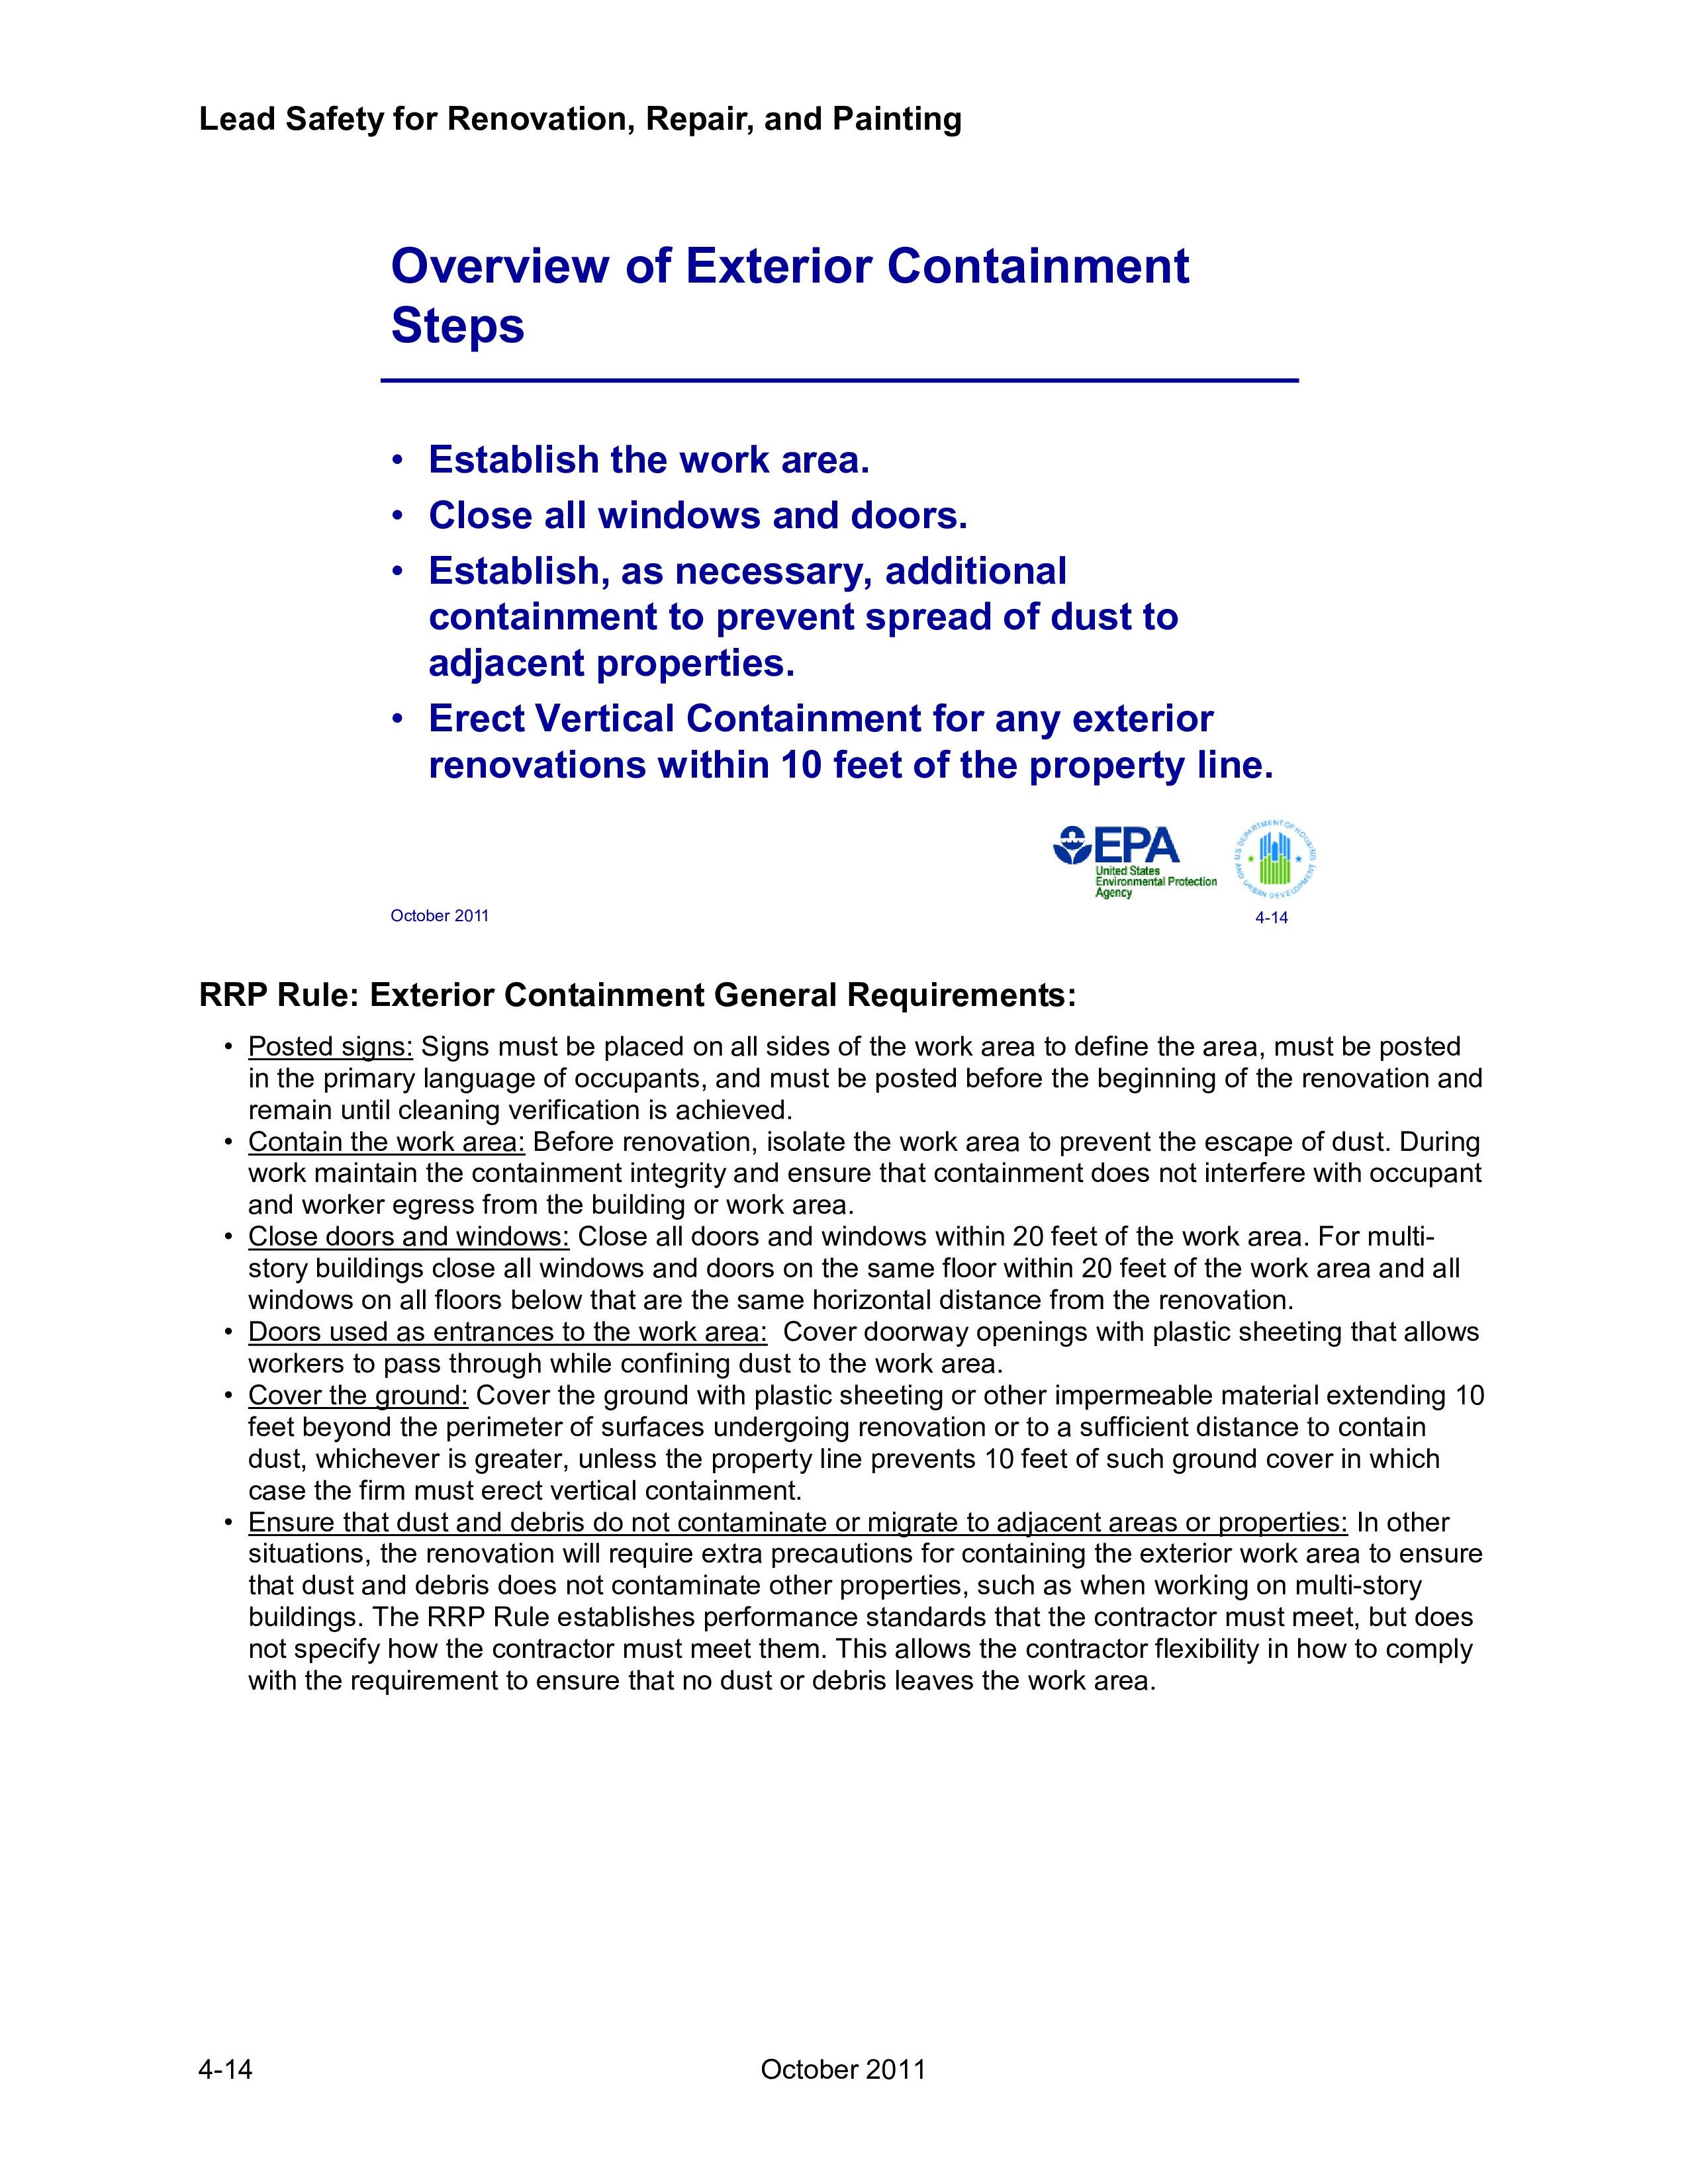 Lead Safety for Renovation, Repair, and Painting
Overview of Exterior Containment
Steps
• Establish the work area.
• Close all windows and doors.
• Establish, as necessary, additional
containment to prevent spread of dust to
adjacent properties.
• Erect Vertical Containment for any exterior
renovations within 10 feet of the property line.
EPA
United States
Environmental Protection
Agency
U.S. DEPARTMENT OF HOUSING AND URBAN DEVELOPMENT
October 2011
4-14
RRP Rule: Exterior Containment General Requirements:
• Posted signs: Signs must be placed on all sides of the work area to define the area, must be posted
in the primary language of occupants, and must be posted before the beginning of the renovation and
remain until cleaning verification is achieved.
• Contain the work area: Before renovation, isolate the work area to prevent the escape of dust. During
work maintain the containment integrity and ensure that containment does not interfere with occupant
and worker egress from the building or work area.
• Close doors and windows: Close all doors and windows within 20 feet of the work area. For multi-
story buildings close all windows and doors on the same floor within 20 feet of the work area and all
windows on all floors below that are the same horizontal distance from the renovation.
• Doors used as entrances to the work area:  Cover doorway openings with plastic sheeting that allows
workers to pass through while confining dust to the work area.
• Cover the ground: Cover the ground with plastic sheeting or other impermeable material extending 10
feet beyond the perimeter of surfaces undergoing renovation or to a sufficient distance to contain
dust, whichever is greater, unless the property line prevents 10 feet of such ground cover in which
case the firm must erect vertical containment.
• Ensure that dust and debris do not contaminate or migrate to adjacent areas or properties: In other
situations, the renovation will require extra precautions for containing the exterior work area to ensure
that dust and debris does not contaminate other properties, such as when working on multi-story
buildings. The RRP Rule establishes performance standards that the contractor must meet, but does
not specify how the contractor must meet them. This allows the contractor flexibility in how to comply
with the requirement to ensure that no dust or debris leaves the work area.
4-14
October 2011